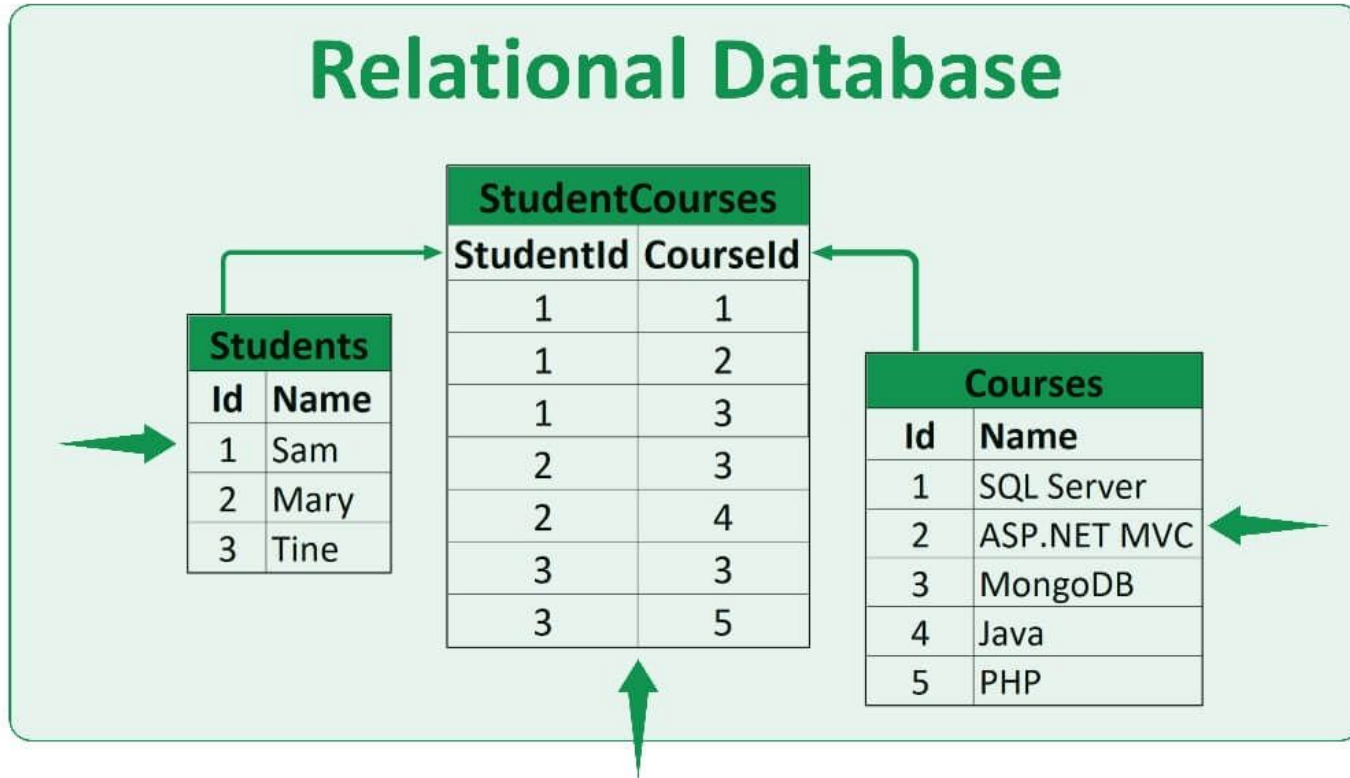 Relational Database
StudentCourses
StudentId CourseId
1 1
1 2
1 3
2 3
2 4
3 3
3 5
Students
Id Name
1 Sam
2 Mary
3 Tine
Courses
Id Name
1 SQL Server
2 ASP.NET MVC
3 MongoDB
4 Java
5 PHP